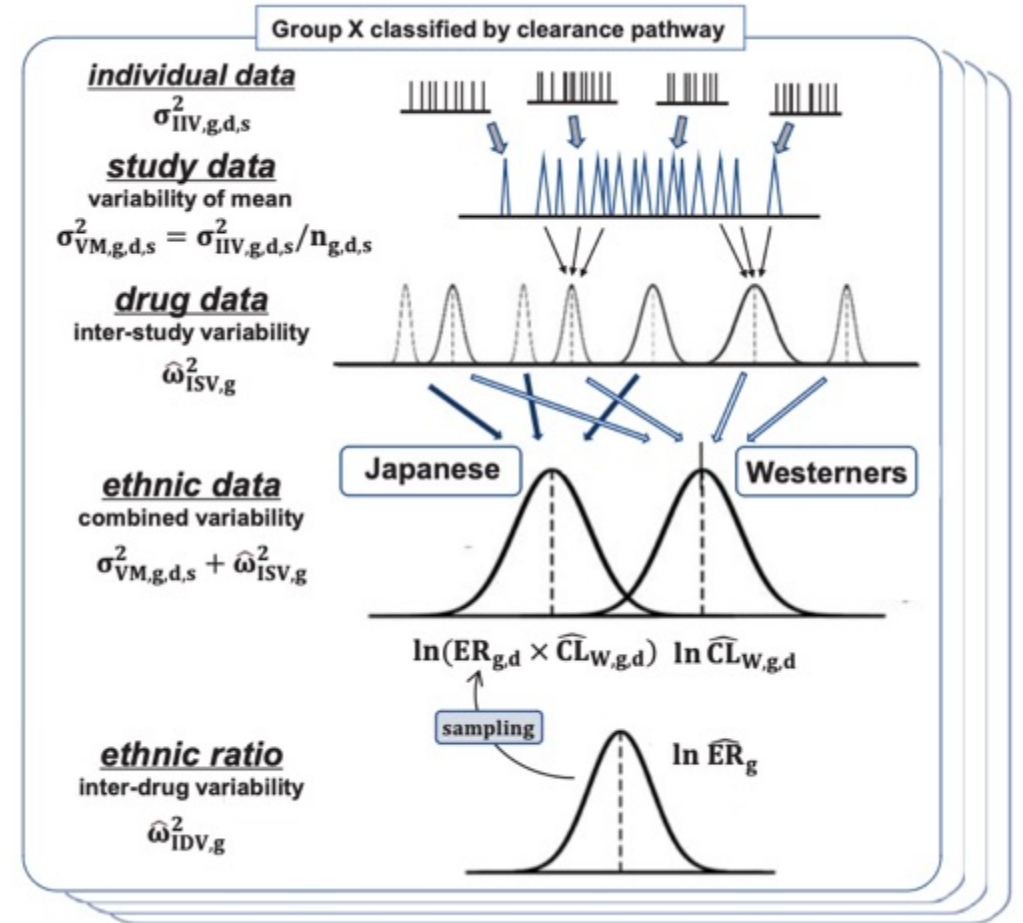 Group X classified by clearance pathway
individual data
σ²IIV,g,d,s
study data
variability of mean
σ²VM,g,d,s = σ²IIV,g,d,s/ng,d,s
drug data
inter-study variability
ω̂²ISV,g
Japanese
Westerners
ethnic data
combined variability
σ²VM,g,d,s + ω̂²ISV,g
ln(ERg,d × ĈLW,g,d) ln ĈLW,g,d
sampling
ethnic ratio
inter-drug variability
ω̂²IDV,g
ln ÊRg